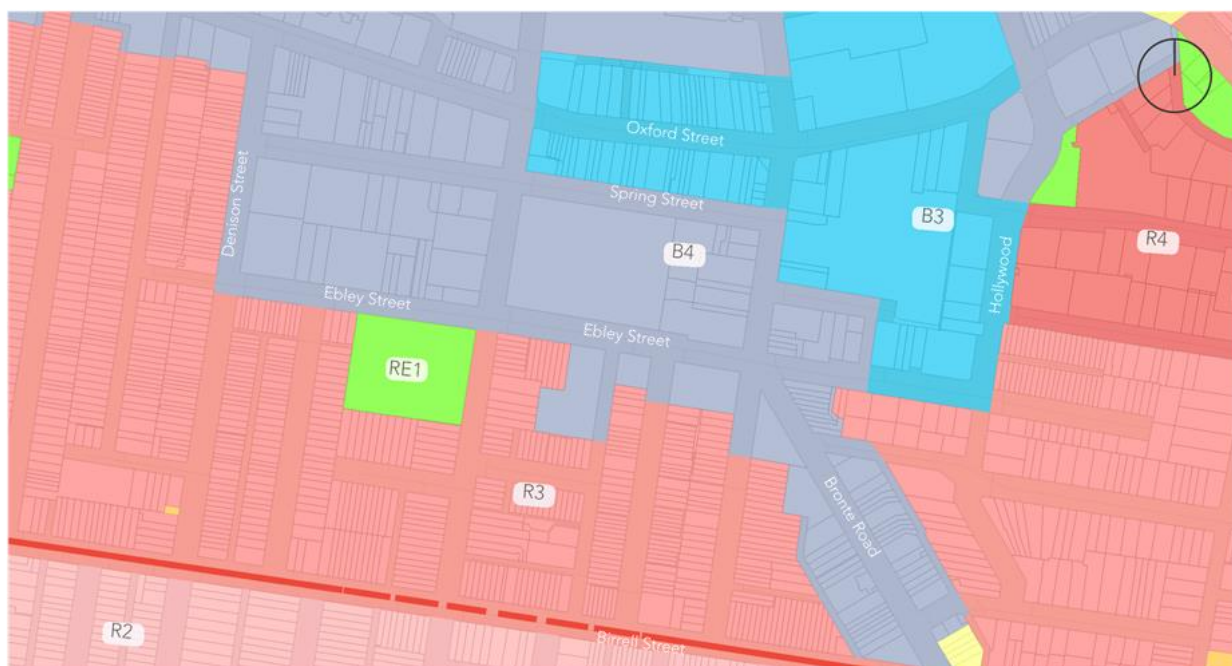 Oxford Street
Denison Street
Spring Street
B3
B4
R4
Hollywood
Ebley Street
Ebley Street
RE1
R3
Bronte Road
R2
Birrell Street